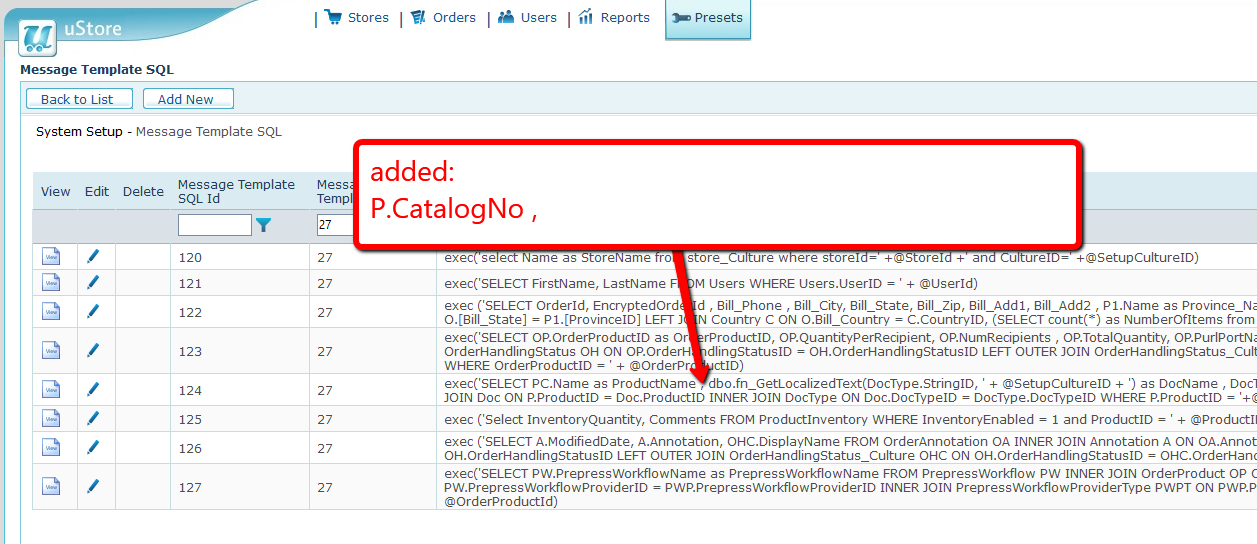 Stores Orders Users Reports Presets
uStore
Message Template SQL
Back to List Add New
System Setup - Message Template SQL
added:
P.CatalogNo ,
View Edit Delete Message Template SQL Id
27
120 27 exec('select Name as StoreName from store_Culture where storeId=' +@StoreId +' and CultureID=' +@SetupCultureID)
121 27 exec('SELECT FirstName, LastName FROM Users WHERE Users.UserID = ' + @UserId)
122 27 exec ('SELECT OrderId, EncryptedOrderId , Bill_Phone , Bill_City, Bill_State, Bill_Zip, Bill_Add1, Bill_Add2 , P1.Name as Province_Na
O.[Bill_State] = P1.[ProvinceID] LEFT JOIN Country C ON O.Bill_Country = C.CountryID, (SELECT count(*) as NumberOfItems from
123 27 exec('SELECT OP.OrderProductID as OrderProductID, OP.QuantityPerRecipient, OP.NumRecipients , OP.TotalQuantity, OP.PurlPortNa
OrderHandlingStatus OH ON OP.OrderHandlingStatusID = OH.OrderHandlingStatusID LEFT OUTER JOIN OrderHandlingStatus_Cult
WHERE OrderProductID = ' + @OrderProductID)
124 27 exec('SELECT PC.Name as ProductName , dbo.fn_GetLocalizedText(DocType.StringID, ' + @SetupCultureID + ') as DocName , DocT
JOIN Doc ON P.ProductID = Doc.ProductID INNER JOIN DocType ON Doc.DocTypeID = DocType.DocTypeID WHERE P.ProductID = '+@
125 27 exec ('Select InventoryQuantity, Comments FROM ProductInventory WHERE InventoryEnabled = 1 and ProductID = ' + @ProductI
126 27 exec ('SELECT A.ModifiedDate, A.Annotation, OHC.DisplayName FROM OrderAnnotation OA INNER JOIN Annotation A ON OA.Annot
OH.OrderHandlingStatusID LEFT OUTER JOIN OrderHandlingStatus_Culture OHC ON OH.OrderHandlingStatusID = OHC.OrderHandl
127 27 exec('SELECT PW.PrepressWorkflowName as PrepressWorkflowName FROM PrepressWorkflow PW INNER JOIN OrderProduct OP O
PW.PrepressWorkflowProviderID = PWP.PrepressWorkflowProviderID INNER JOIN PrepressWorkflowProviderType PWPT ON PWP.P
@OrderProductId)